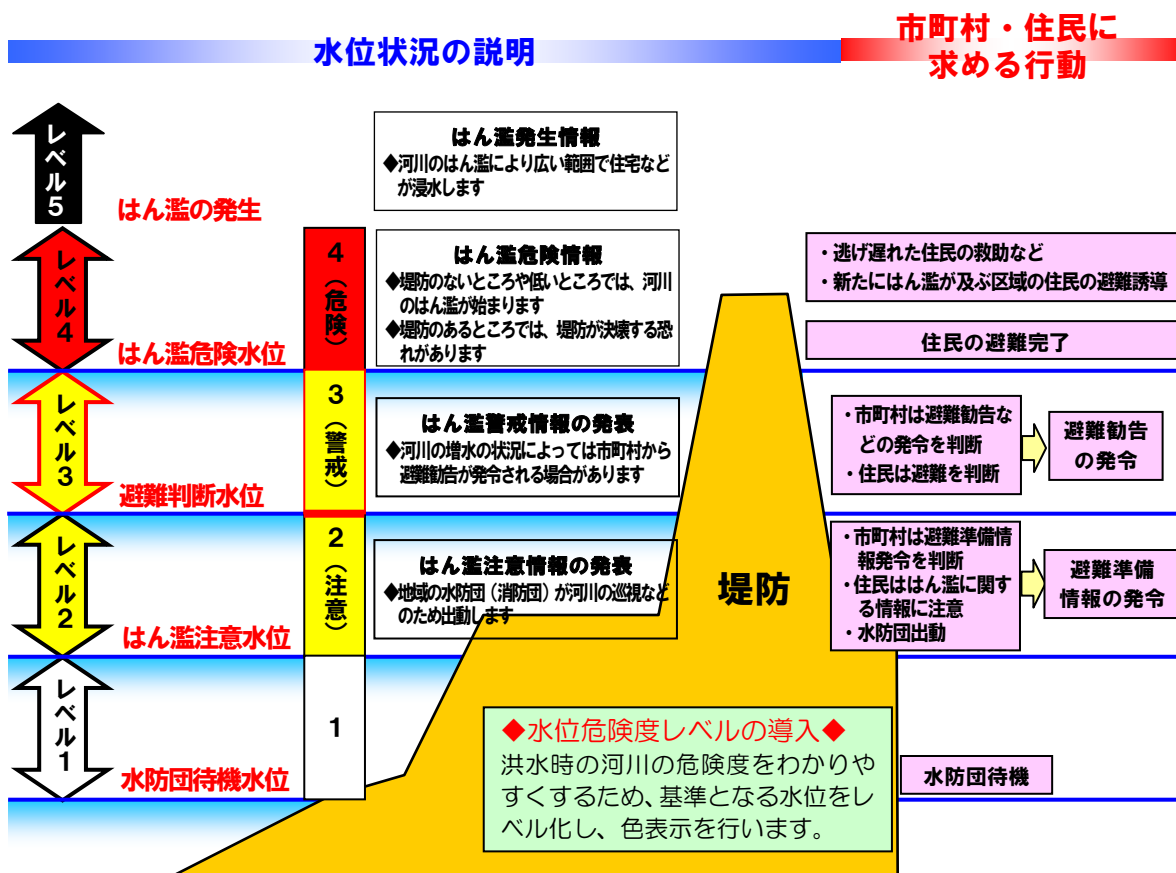 水位状況の説明
市町村・住民に
求める行動
レベル5
はん濫の発生
はん濫発生情報
◆河川のはん濫により広い範囲で住宅など
が浸水します
レベル4
はん濫危険水位
4（危険）
はん濫危険情報
◆堤防のないところや低いところでは、河川
のはん濫が始まります
◆堤防のあるところでは、堤防が決壊する恐
れがあります
・逃げ遅れた住民の救助など
・新たにはん濫が及ぶ区域の住民の避難誘導
住民の避難完了
レベル3
避難判断水位
3（警戒）
はん濫警戒情報の発表
◆河川の増水の状況によっては市町村から
避難勧告が発令される場合があります
・市町村は避難勧告な
どの発令を判断
・住民は避難を判断
避難勧告
の発令
レベル2
はん濫注意水位
2（注意）
はん濫注意情報の発表
◆地域の水防団（消防団）が河川の巡視など
のため出動します
堤防
・市町村は避難準備情
報発令を判断
・住民ははん濫に関す
る情報に注意
・水防団出動
避難準備
情報の発令
レベル1
水防団待機水位
1
◆水位危険度レベルの導入◆
洪水時の河川の危険度をわかりや
すくするため、基準となる水位をレ
ベル化し、色表示を行います。
水防団待機